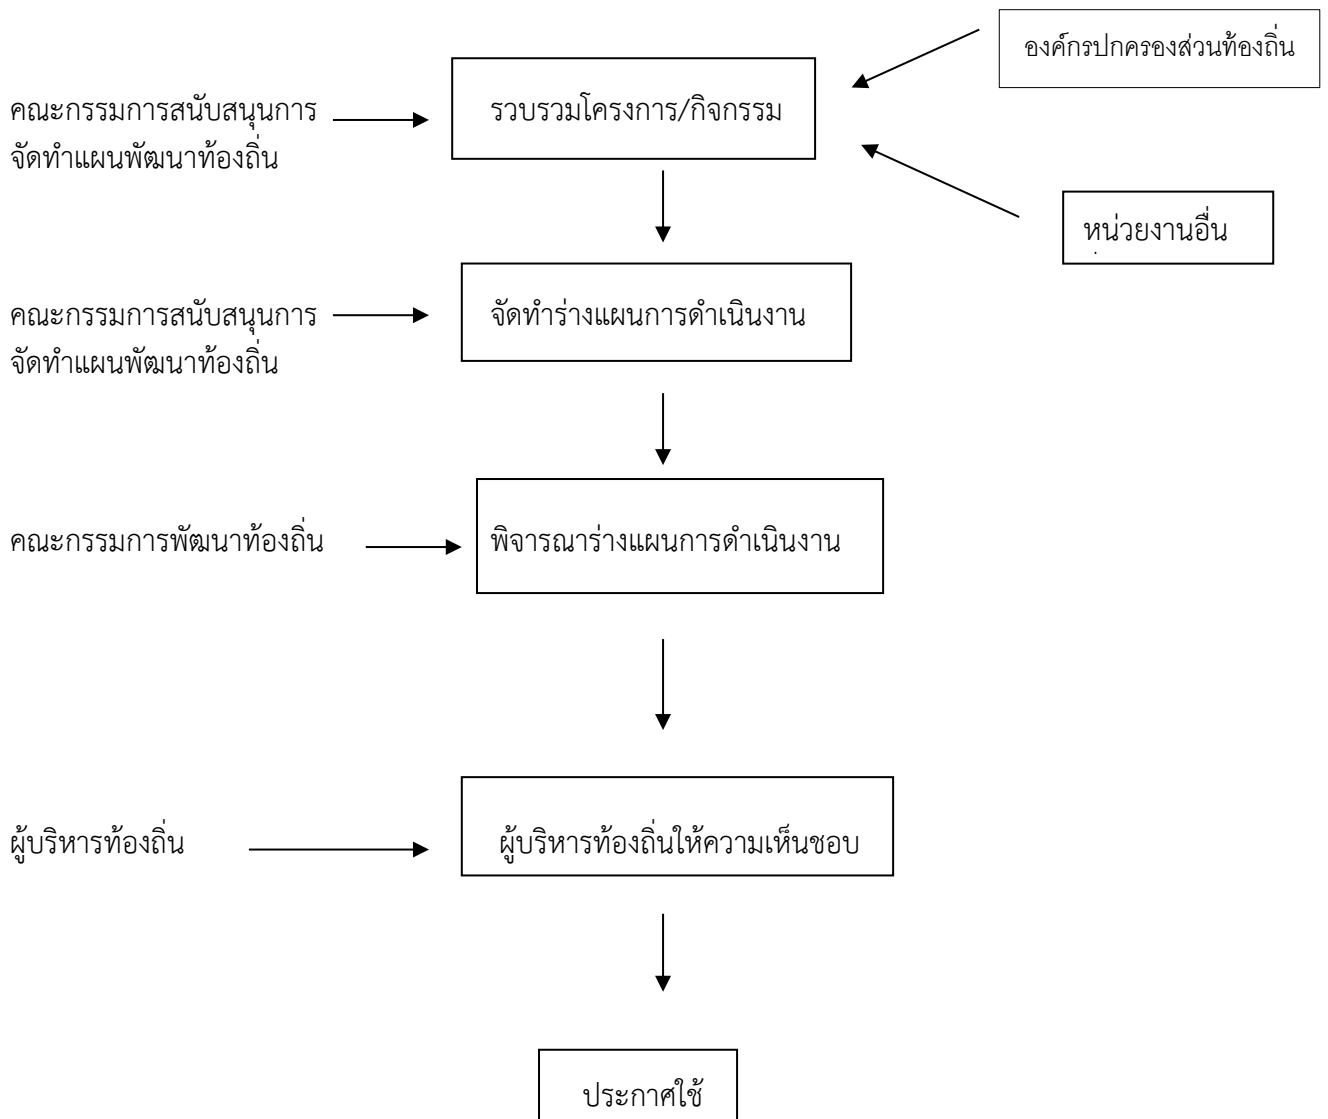 องค์กรปกครองส่วนท้องถิ่น
คณะกรรมการสนับสนุนการ
จัดทำแผนพัฒนาท้องถิ่น
รวบรวมโครงการ/กิจกรรม
หน่วยงานอื่น
คณะกรรมการสนับสนุนการ
จัดทำแผนพัฒนาท้องถิ่น
จัดทำร่างแผนการดำเนินงาน
คณะกรรมการพัฒนาท้องถิ่น
พิจารณาร่างแผนการดำเนินงาน
ผู้บริหารท้องถิ่น
ผู้บริหารท้องถิ่นให้ความเห็นชอบ
ประกาศใช้